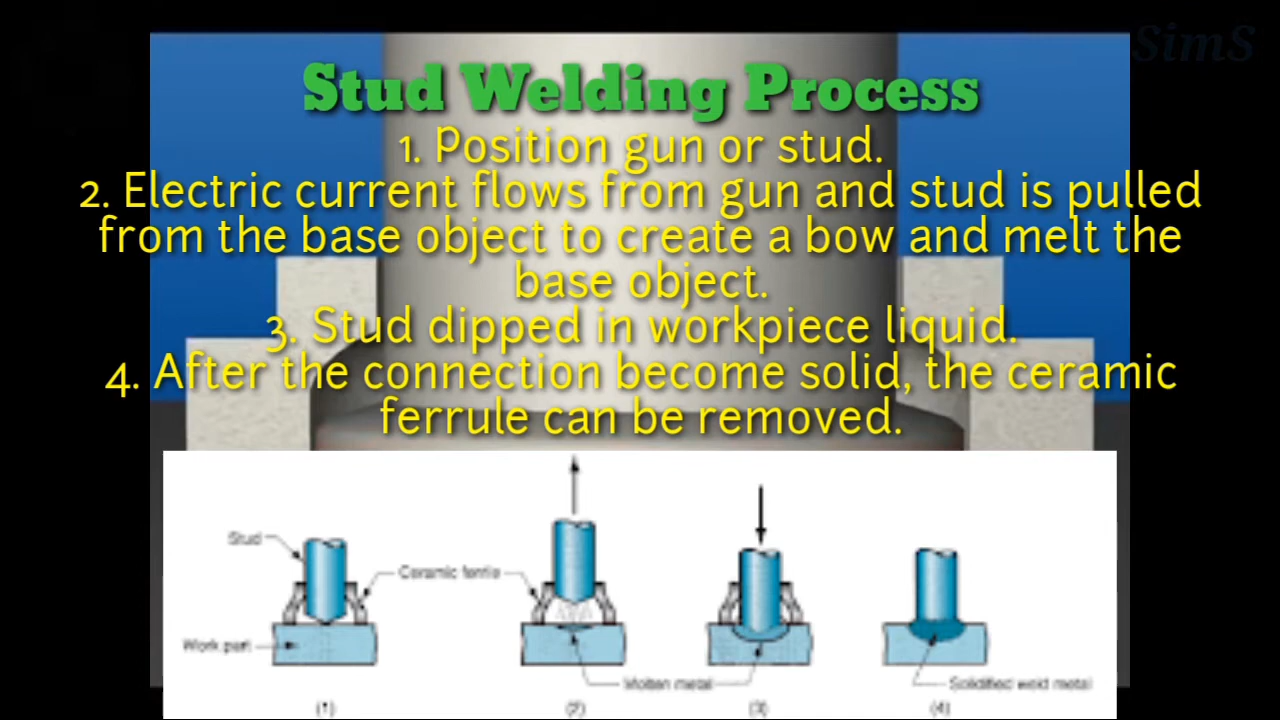 SimS
Stud Welding Process
1. Position gun or stud.
2. Electric current flows from gun and stud is pulled
from the base object to create a bow and melt the
base object.
3. Stud dipped in workpiece liquid.
4. After the connection become solid, the ceramic
ferrule can be removed.
Stud
Ceramic ferrule
Work part
Molten metal
Solidified weld metal
(1)
(2)
(3)
(4)